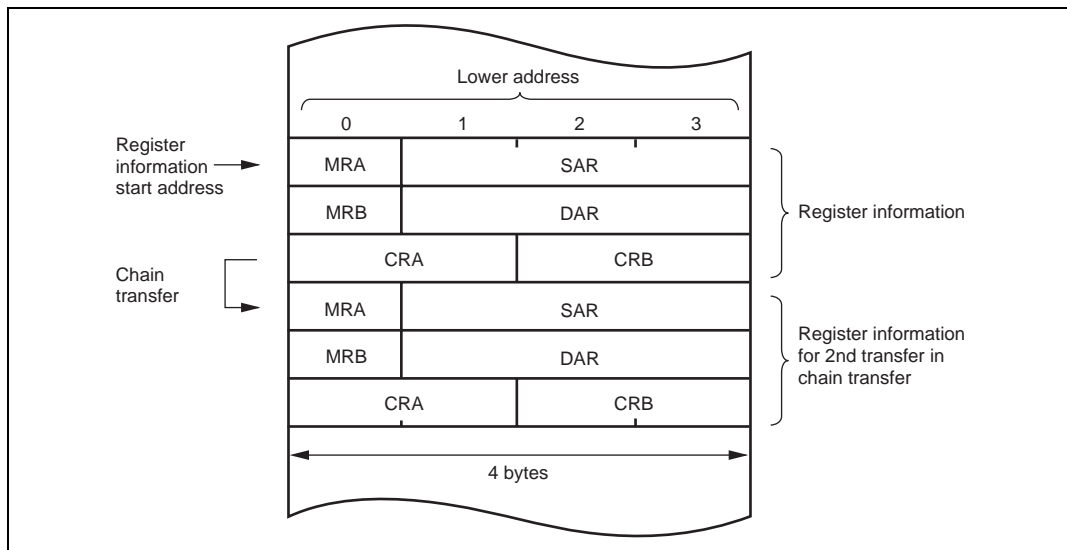 Lower address
0 1 2 3
Register
information
start address
MRA SAR
MRB DAR
Register information
CRA CRB
Chain
transfer
MRA SAR
MRB DAR
CRA CRB
Register information
for 2nd transfer in
chain transfer
4 bytes